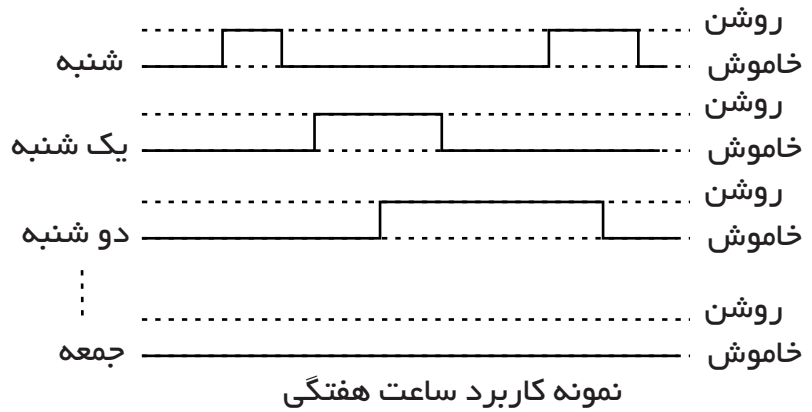 روشن
شنبه خاموش
روشن
یک شنبه خاموش
روشن
دو شنبه خاموش
روشن
جمعه خاموش
نمونه کاربرد ساعت هفتگی